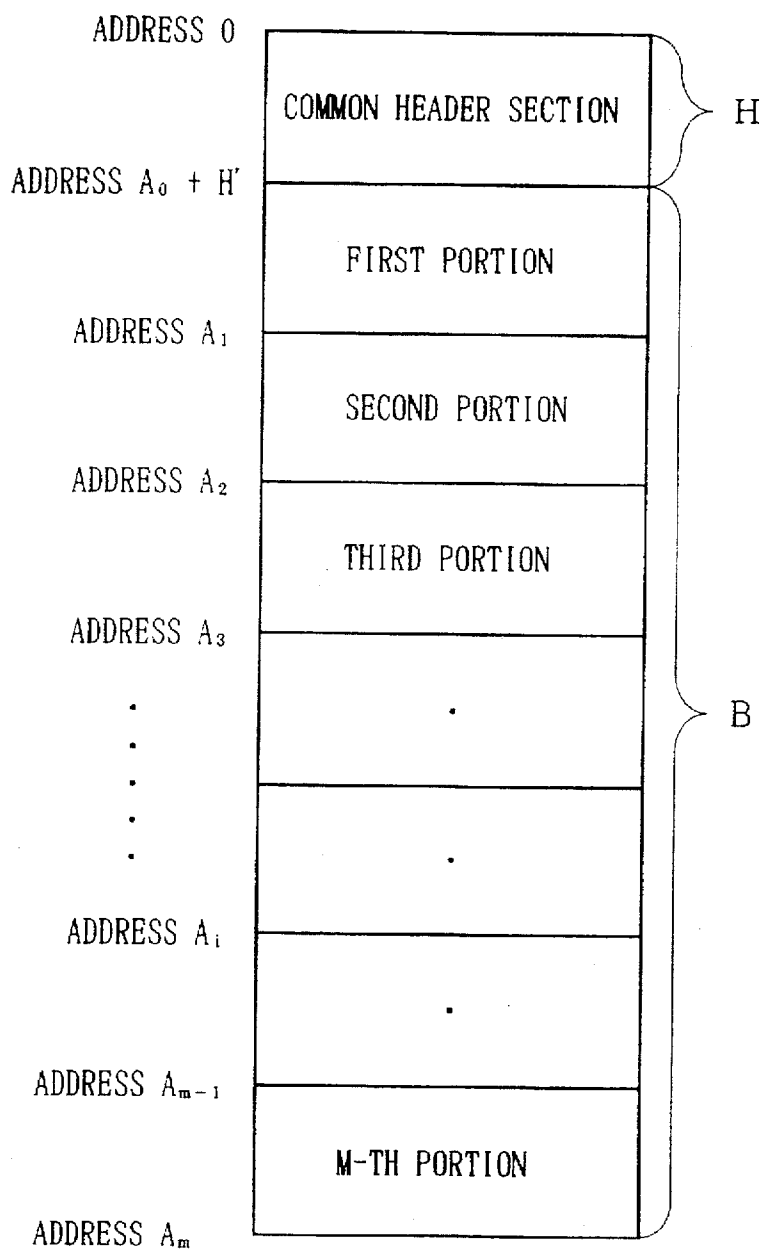 ADDRESS 0
COMMON HEADER SECTION
H
ADDRESS A₀ + H'
FIRST PORTION
ADDRESS A₁
SECOND PORTION
ADDRESS A₂
THIRD PORTION
ADDRESS A₃
B
ADDRESS Aᵢ
ADDRESS Aₘ₋₁
M-TH PORTION
ADDRESS Aₘ